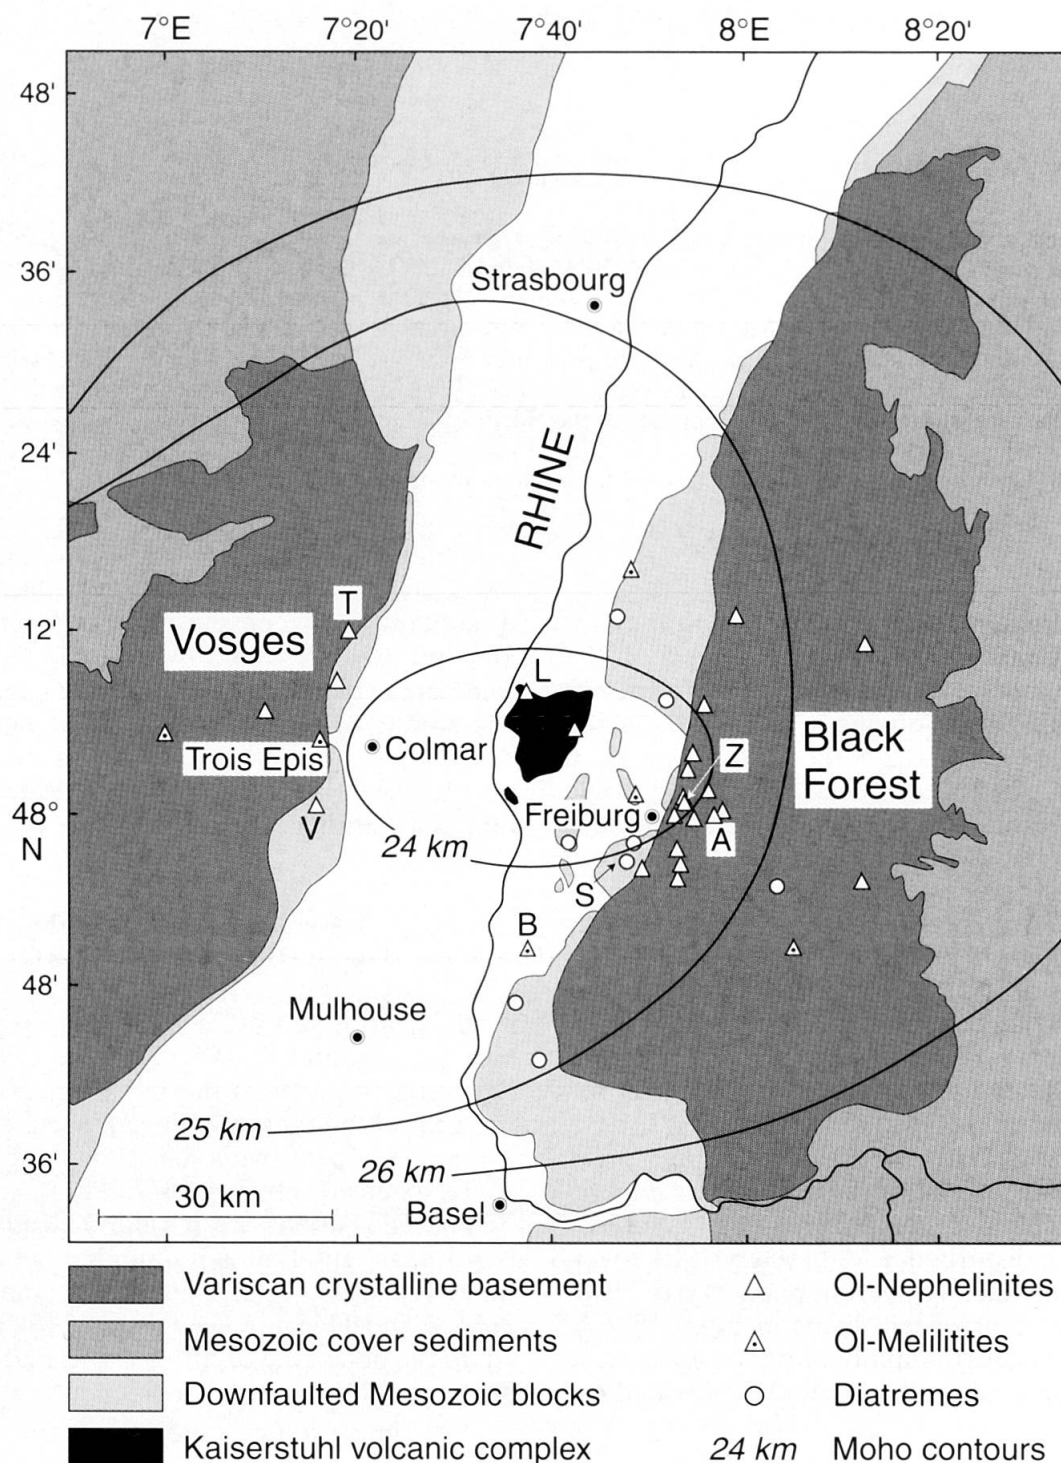 7°E 7°20' 7°40' 8°E 8°20'
48'
36'
Strasbourg
24'
RHINE
12'
T
Vosges
L
Trois Epis
Colmar
Black
Forest
Z
48°
N
V
Freiburg
A
24 km
S
B
48'
Mulhouse
25 km
26 km
36'
30 km
Basel
Variscan crystalline basement
Ol-Nephelinites
Mesozoic cover sediments
Ol-Melilitites
Downfaulted Mesozoic blocks
Diatremes
Kaiserstuhl volcanic complex
24 km Moho contours